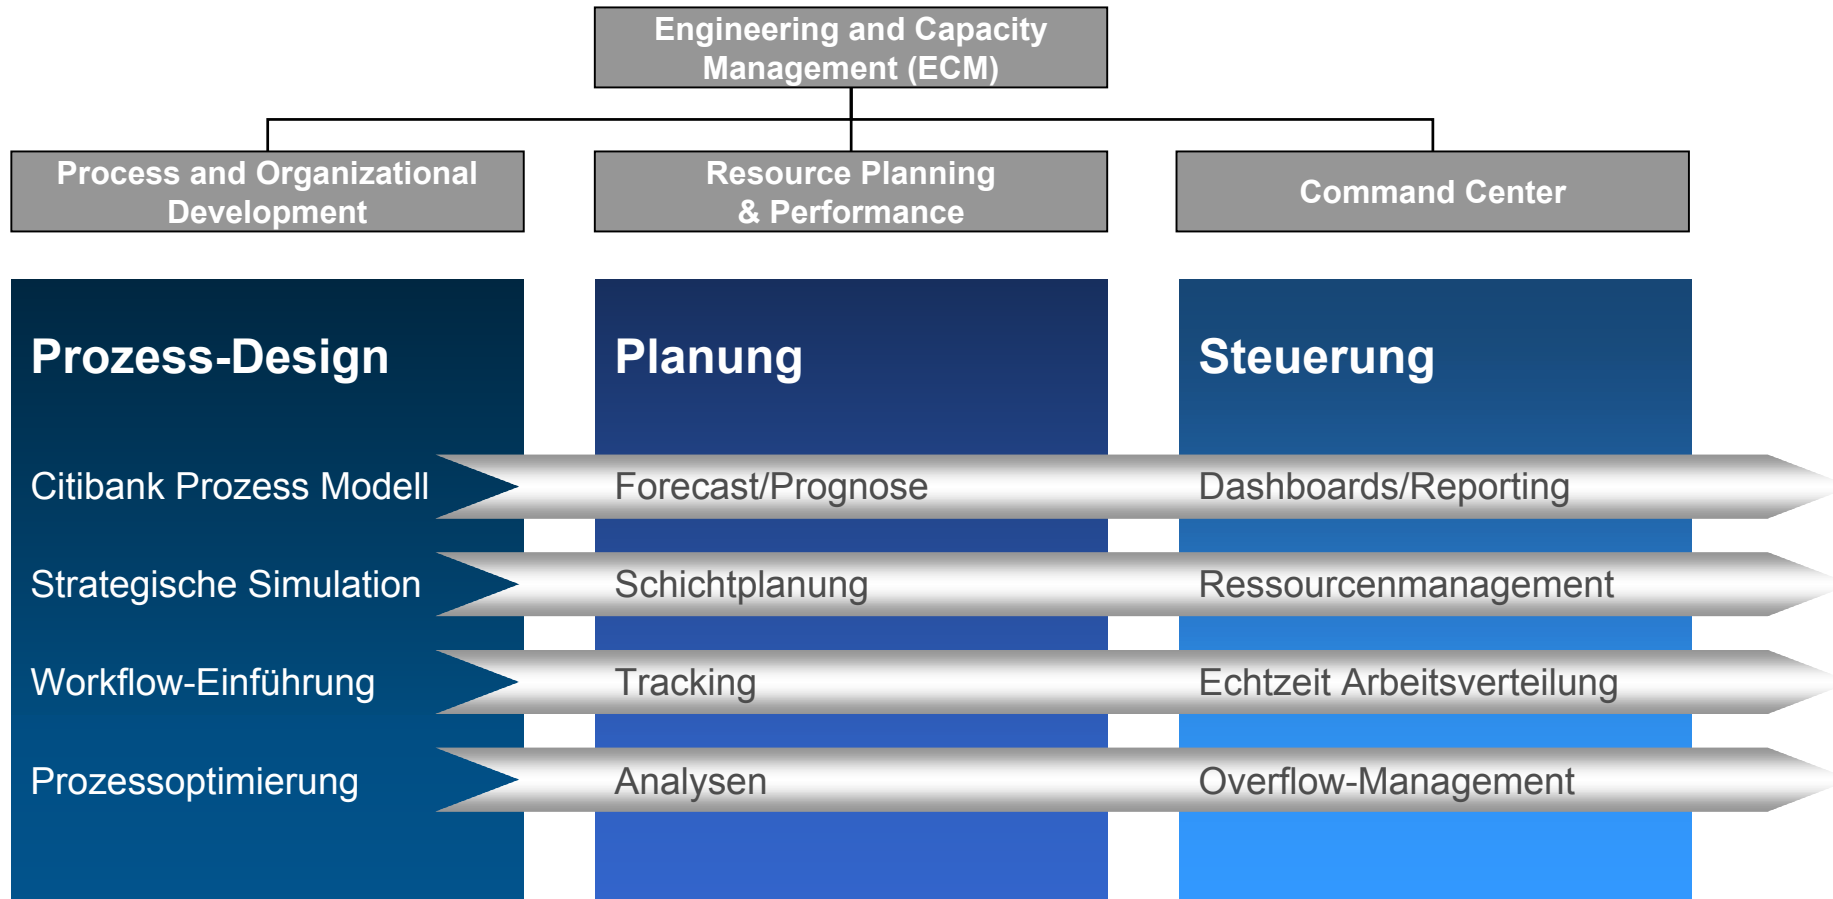 Engineering and Capacity
Management (ECM)
Process and Organizational
Development
Resource Planning
& Performance
Command Center
Prozess-Design
Planung
Steuerung
Citibank Prozess Modell
Forecast/Prognose
Dashboards/Reporting
Strategische Simulation
Schichtplanung
Ressourcenmanagement
Workflow-Einführung
Tracking
Echtzeit Arbeitsverteilung
Prozessoptimierung
Analysen
Overflow-Management